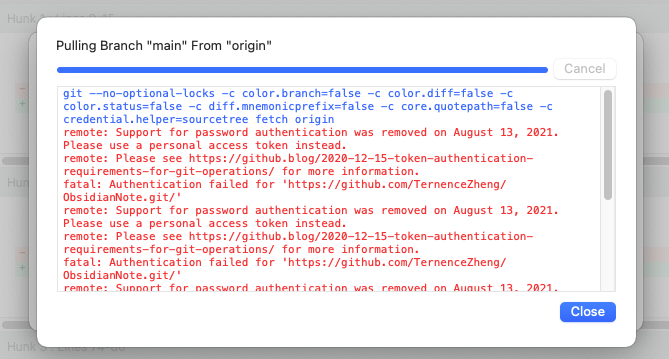 Pulling Branch "main" From "origin"
Cancel
git --no-optional-locks -c color.branch=false -c color.diff=false -c
color.status=false -c diff.mnemonicprefix=false -c core.quotepath=false -c
credential.helper=sourcetree fetch origin
remote: Support for password authentication was removed on August 13, 2021.
Please use a personal access token instead.
remote: Please see https://github.blog/2020-12-15-token-authentication-
requirements-for-git-operations/ for more information.
fatal: Authentication failed for 'https://github.com/TernenceZheng/
ObsidianNote.git/'
remote: Support for password authentication was removed on August 13, 2021.
Please use a personal access token instead.
remote: Please see https://github.blog/2020-12-15-token-authentication-
requirements-for-git-operations/ for more information.
fatal: Authentication failed for 'https://github.com/TernenceZheng/
ObsidianNote.git/'
remote: Support for password authentication was removed on August 13, 2021.
Close